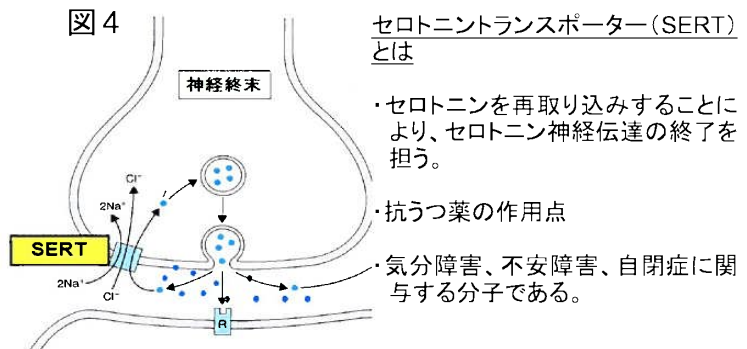 図４
セロトニントランスポーター（SERT）
とは
神経終末
・セロトニンを再取り込みすることに
より、セロトニン神経伝達の終了を
担う。
・抗うつ薬の作用点
・気分障害、不安障害、自閉症に関
与する分子である。
Cl⁻
2Na⁺
SERT
2Na⁺
Cl⁻
R